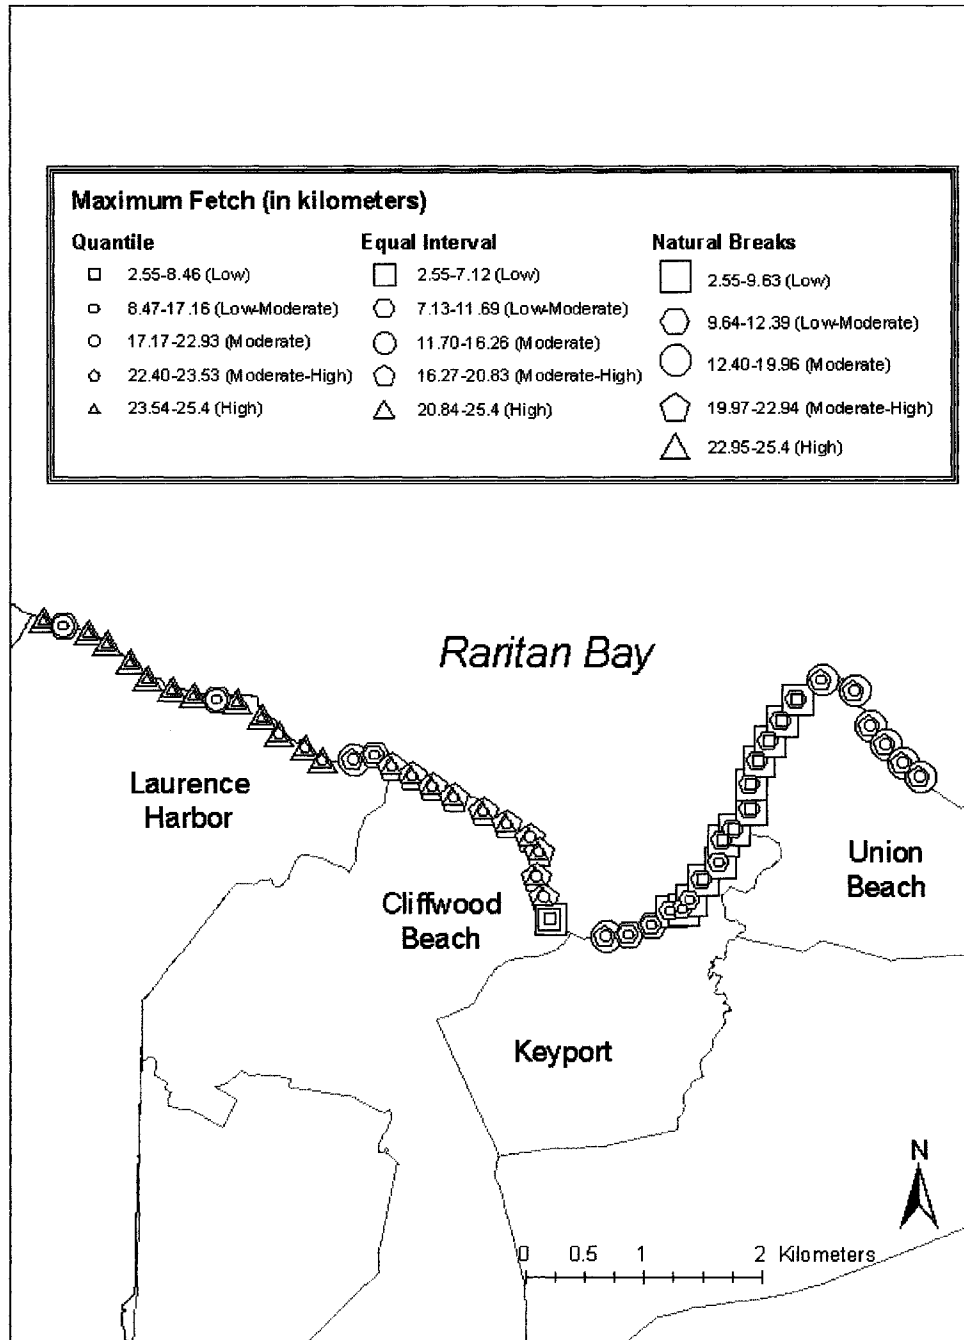 Maximum Fetch (in kilometers)
Quantile
2.55-8.46 (Low)
8.47-17.16 (Low-Moderate)
17.17-22.93 (Moderate)
22.40-23.53 (Moderate-High)
23.54-25.4 (High)
Equal Interval
2.55-7.12 (Low)
7.13-11.69 (Low-Moderate)
11.70-16.26 (Moderate)
16.27-20.83 (Moderate-High)
20.84-25.4 (High)
Natural Breaks
2.55-9.63 (Low)
9.64-12.39 (Low-Moderate)
12.40-19.96 (Moderate)
19.97-22.94 (Moderate-High)
22.95-25.4 (High)
Raritan Bay
Laurence
Harbor
Cliffwood
Beach
Union
Beach
Keyport
N
0 0.5 1 2 Kilometers